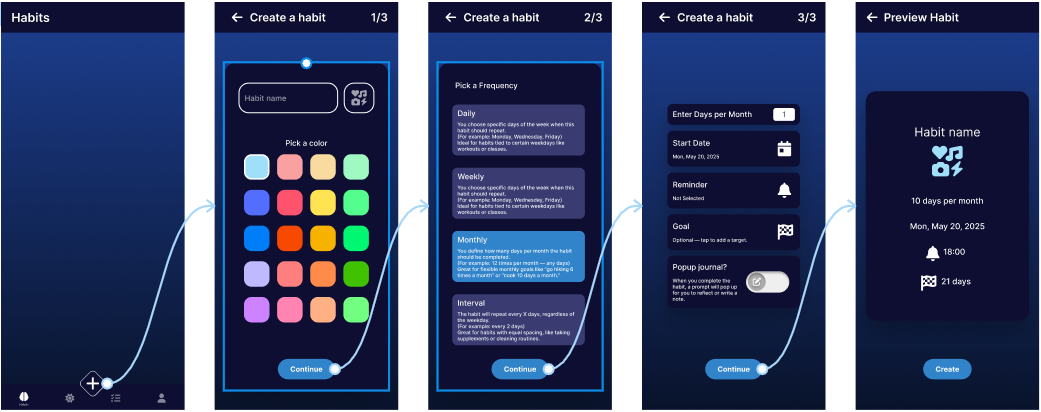 Habits
Create a habit
1/3
Habit name
Pick a color
Continue
Create a habit
2/3
Pick a Frequency
Daily
You choose specific days of the week when this
habit should repeat.
(For example: Monday, Wednesday, Friday)
Ideal for habits tied to certain weekdays like
workouts or classes.
Weekly
You choose specific days of the week when this
habit should repeat.
(For example: Monday, Wednesday, Friday)
Ideal for habits tied to certain weekdays like
workouts or classes.
Monthly
You define how many days per month the habit
should be completed.
(For example: 12 times per month — any days)
Great for flexible monthly goals like "go hiking 6
times a month" or "cook 10 days a month."
Interval
The habit will repeat every X days, regardless of
the weekday.
(For example: every 2 days)
Great for habits with equal spacing, like taking
supplements or cleaning routines.
Continue
Create a habit
3/3
Enter Days per Month
1
Start Date
Mon, May 20, 2025
Reminder
Not Selected
Goal
Optional — tap to add a target.
Popup journal?
When you complete the
habit, a prompt will pop up
for you to reflect or write a
note.
Continue
Preview Habit
Habit name
10 days per month
Mon, May 20, 2025
18:00
21 days
Create